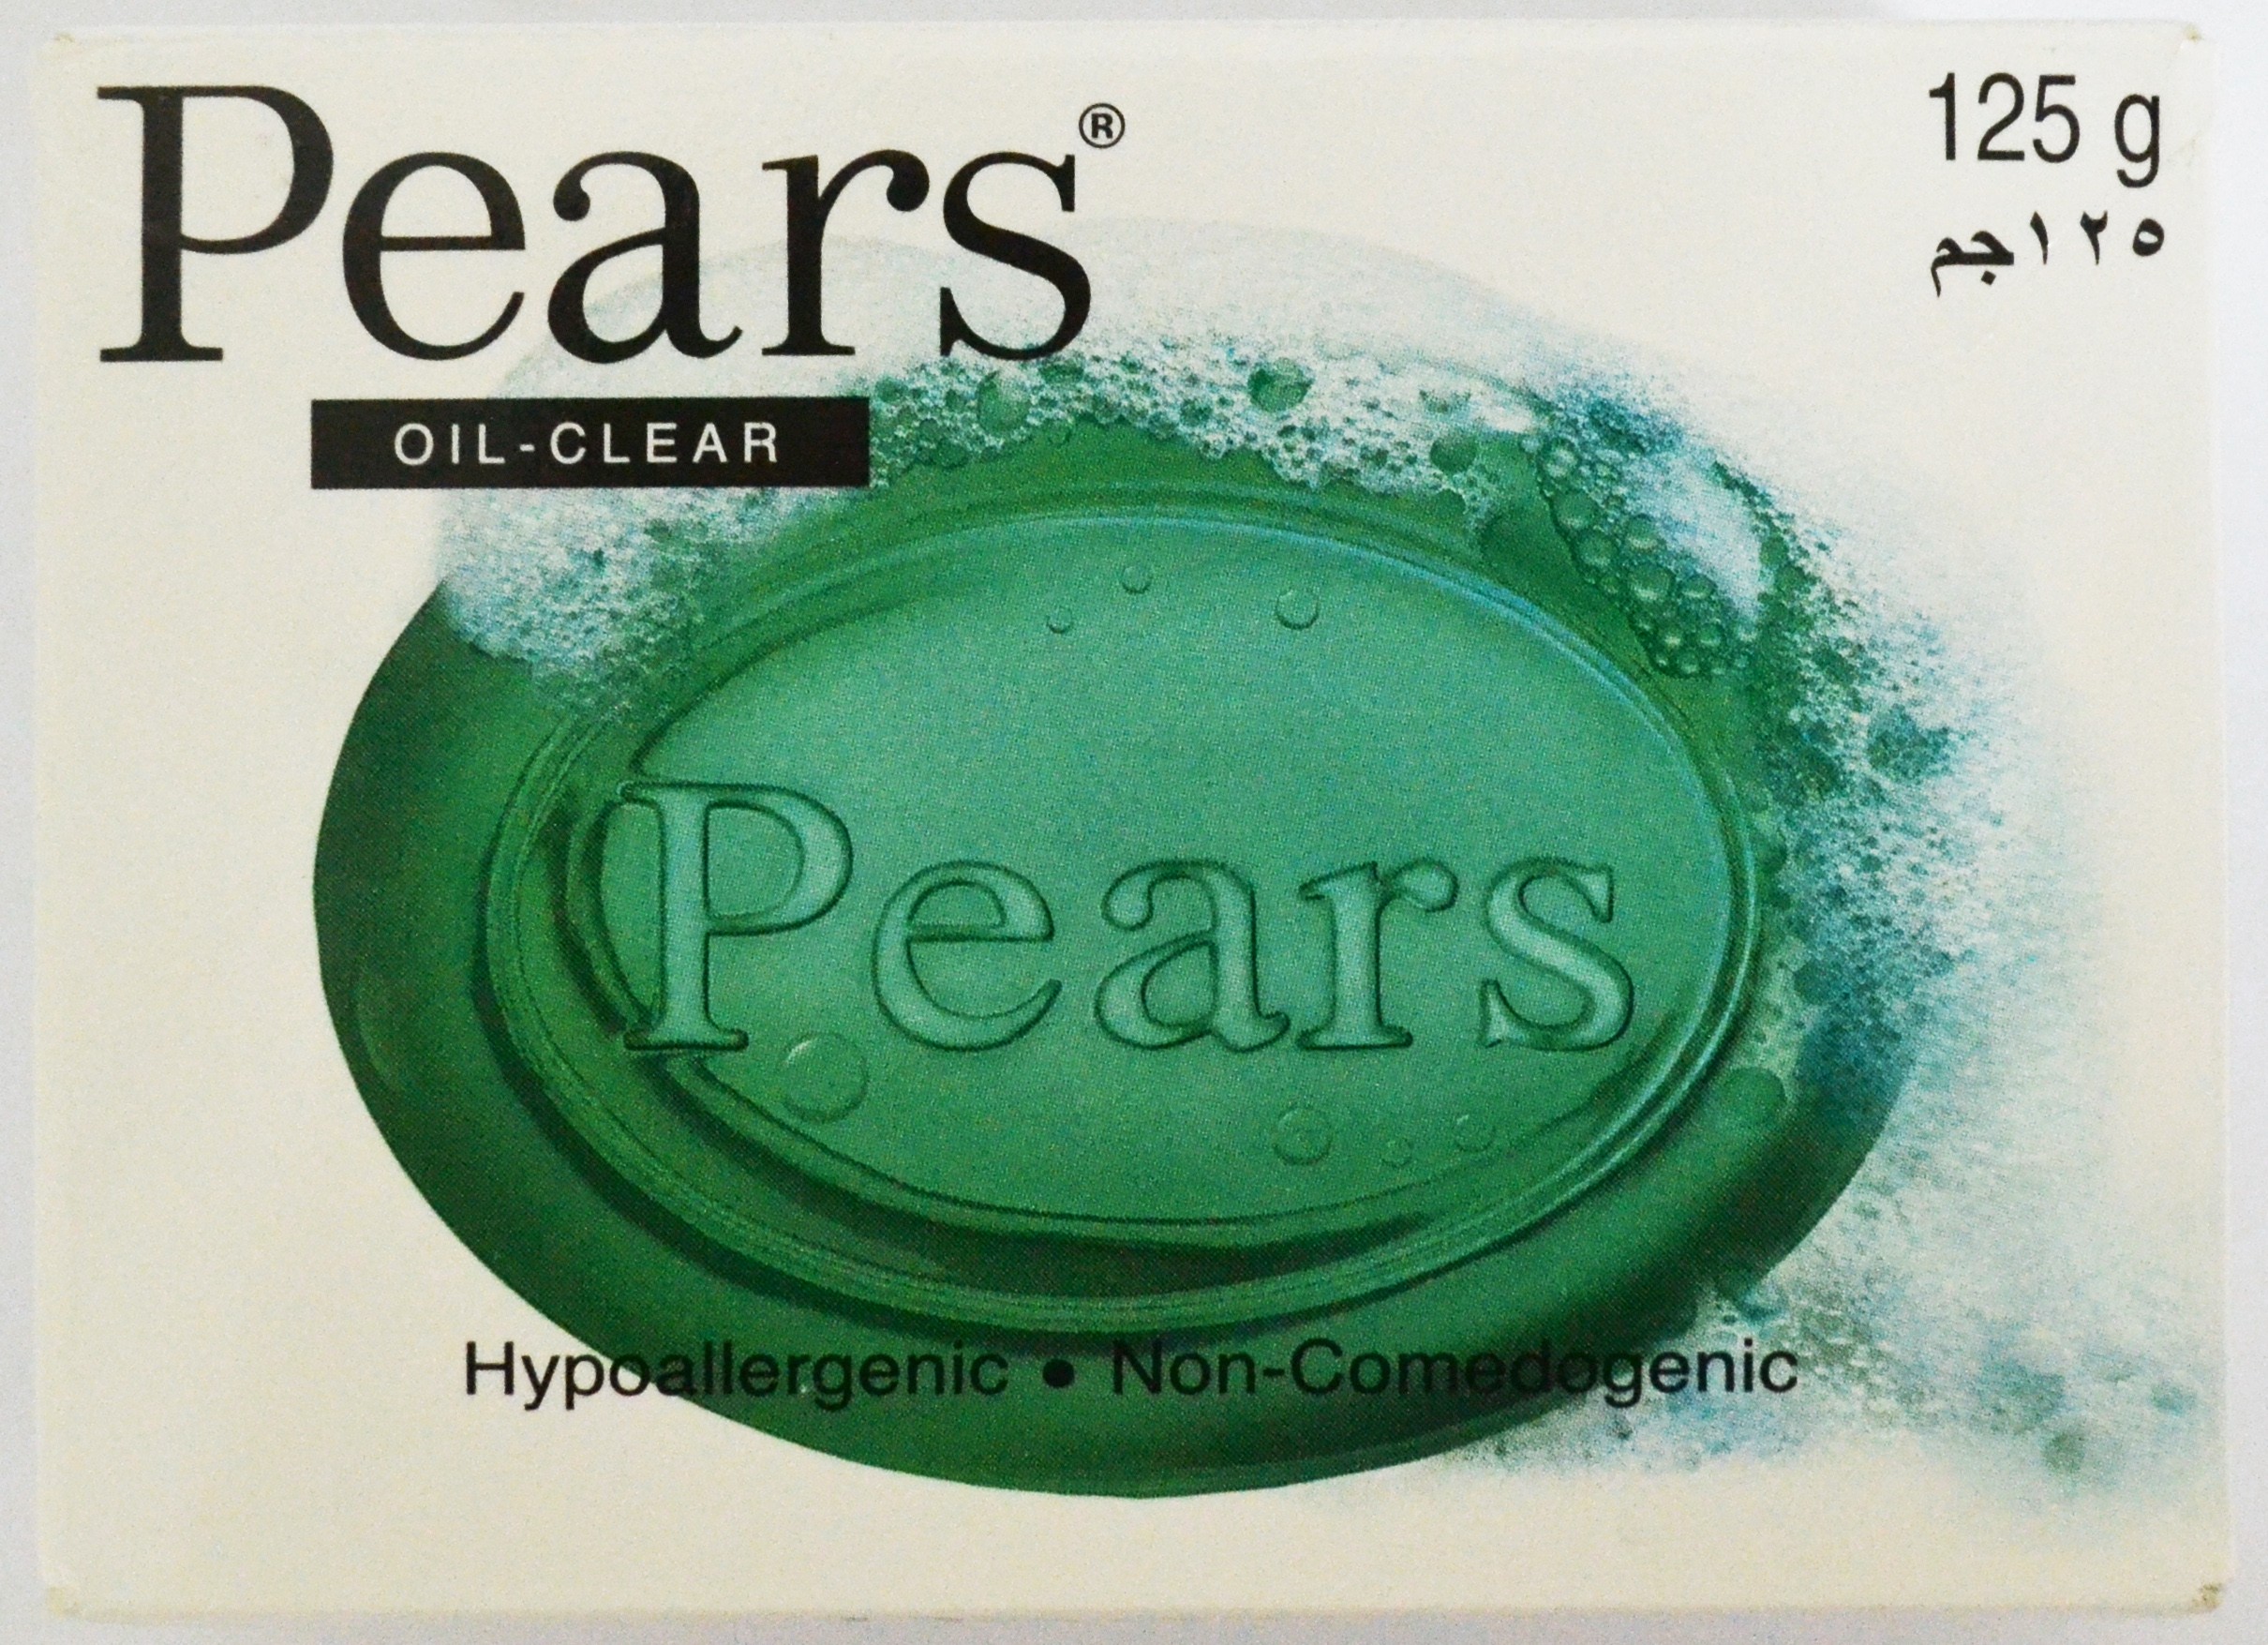 Pears®
125 g
١٢٥جم
OIL-CLEAR
Pears
Hypoallergenic • Non-Comedogenic